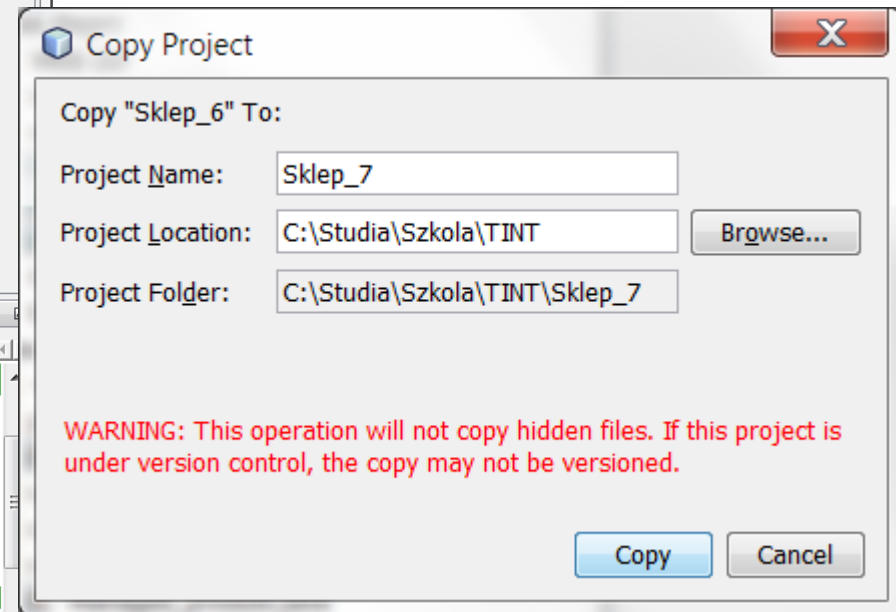 Copy Project
Copy "Sklep_6" To:
Project Name: Sklep_7
Project Location: C:\Studia\Szkola\TINT Browse...
Project Folder: C:\Studia\Szkola\TINT\Sklep_7
WARNING: This operation will not copy hidden files. If this project is
under version control, the copy may not be versioned.
Copy Cancel